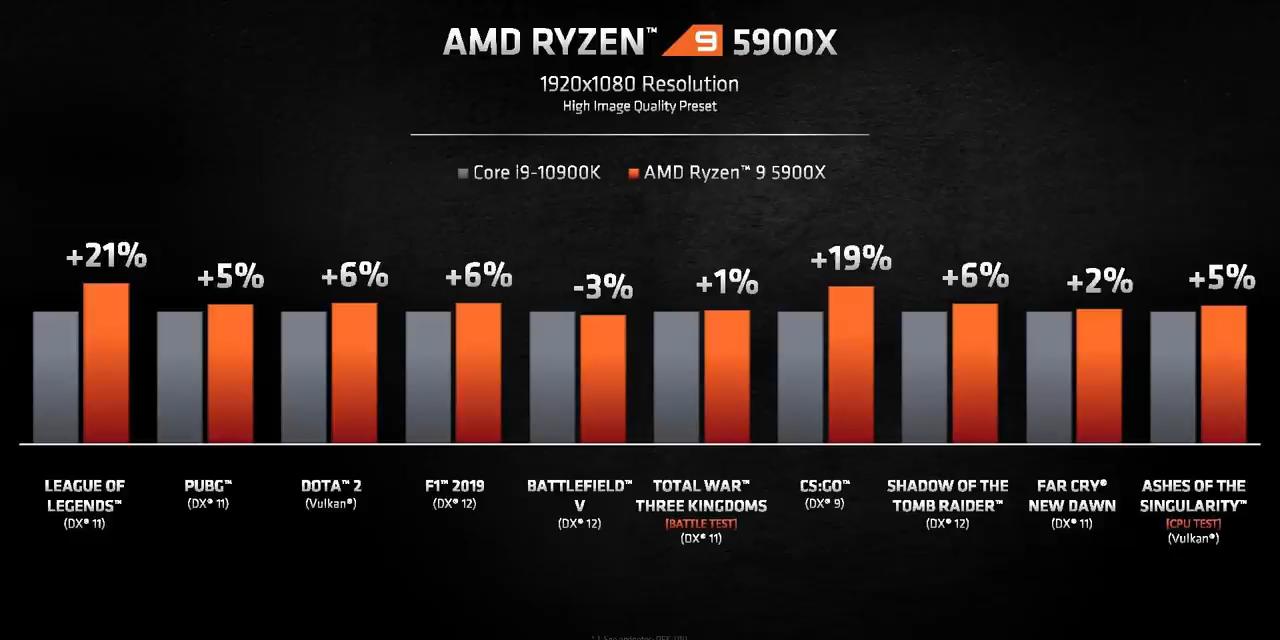 AMD RYZEN™ 9 5900X
1920x1080 Resolution
High Image Quality Preset
Core i9-10900K AMD Ryzen™ 9 5900X
+21% +5% +6% +6% -3% +1% +19% +6% +2% +5%
LEAGUE OF
LEGENDS™
(DX® 11)
PUBG™
(DX® 11)
DOTA™ 2
(Vulkan®)
F1™ 2019
(DX® 12)
BATTLEFIELD™
V
(DX® 12)
TOTAL WAR™
THREE KINGDOMS
[BATTLE TEST]
(DX® 11)
CS:GO™
(DX® 9)
SHADOW OF THE
TOMB RAIDER™
(DX® 12)
FAR CRY®
NEW DAWN
(DX® 11)
ASHES OF THE
SINGULARITY™
[CPU TEST]
(Vulkan®)